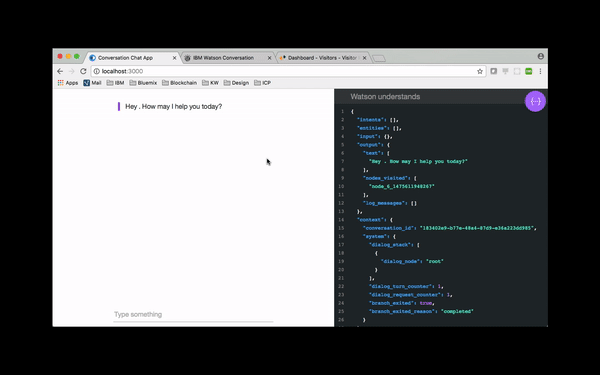 Conversation Chat App
IBM Watson Conversation
Dashboard - Visitors - Visitor
localhost:3000
Apps
Mail
IBM
Bluemix
Blockchain
KW
Design
ICP
Hey . How may I help you today?
Type something
Watson understands
{···}
1 {
2 "intents": [],
3 "entities": [],
4 "input": {},
5 "output": {
6 "text": [
7 "Hey . How may I help you today?"
8 ],
9 "nodes_visited": [
10 "node_6_1475611948267"
11 ],
12 "log_messages": []
13 },
14 "context": {
15 "conversation_id": "183403e9-b77e-48a4-87d9-e36a223dd985",
16 "system": {
17 "dialog_stack": [
18 {
19 "dialog_node": "root"
20 }
21 ],
22 "dialog_turn_counter": 1,
23 "dialog_request_counter": 1,
24 "branch_exited": true,
25 "branch_exited_reason": "completed"
26 }